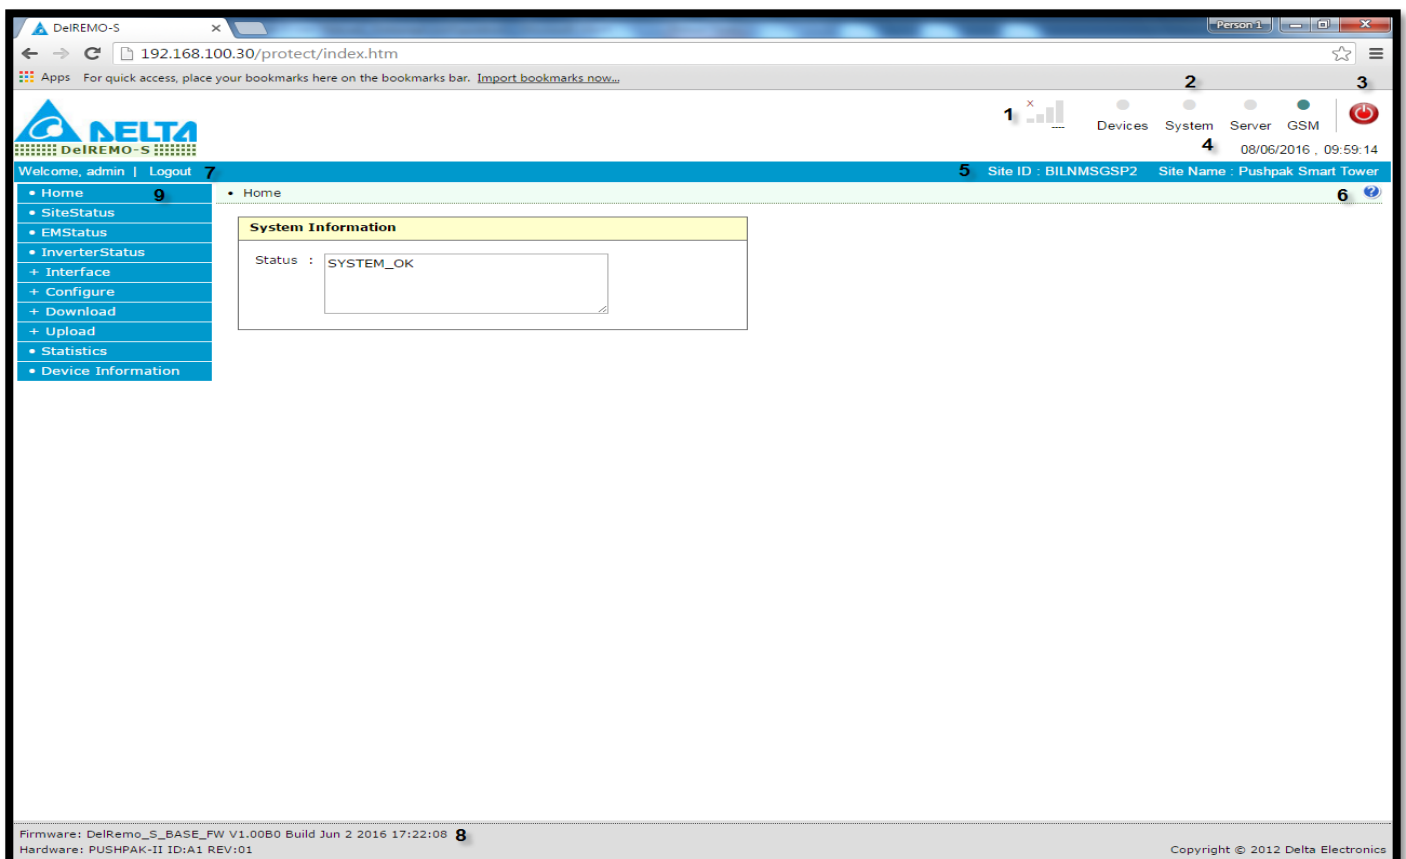 DelREMO-S
Person 1
192.168.100.30/protect/index.htm
Apps For quick access, place your bookmarks here on the bookmarks bar. Import bookmarks now...
2
3
1
x
----
Devices System Server GSM
DELTA
DelREMO-S
4
08/06/2016 , 09:59:14
Welcome, admin | Logout 7
5 Site ID : BILNMSGSP2 Site Name : Pushpak Smart Tower
• Home 9
• Home
6 ?
• SiteStatus
• EMStatus
• InverterStatus
+ Interface
+ Configure
+ Download
+ Upload
• Statistics
• Device Information
System Information
Status : SYSTEM_OK
Firmware: DelRemo_S_BASE_FW V1.00B0 Build Jun 2 2016 17:22:08 8
Hardware: PUSHPAK-II ID:A1 REV:01
Copyright © 2012 Delta Electronics